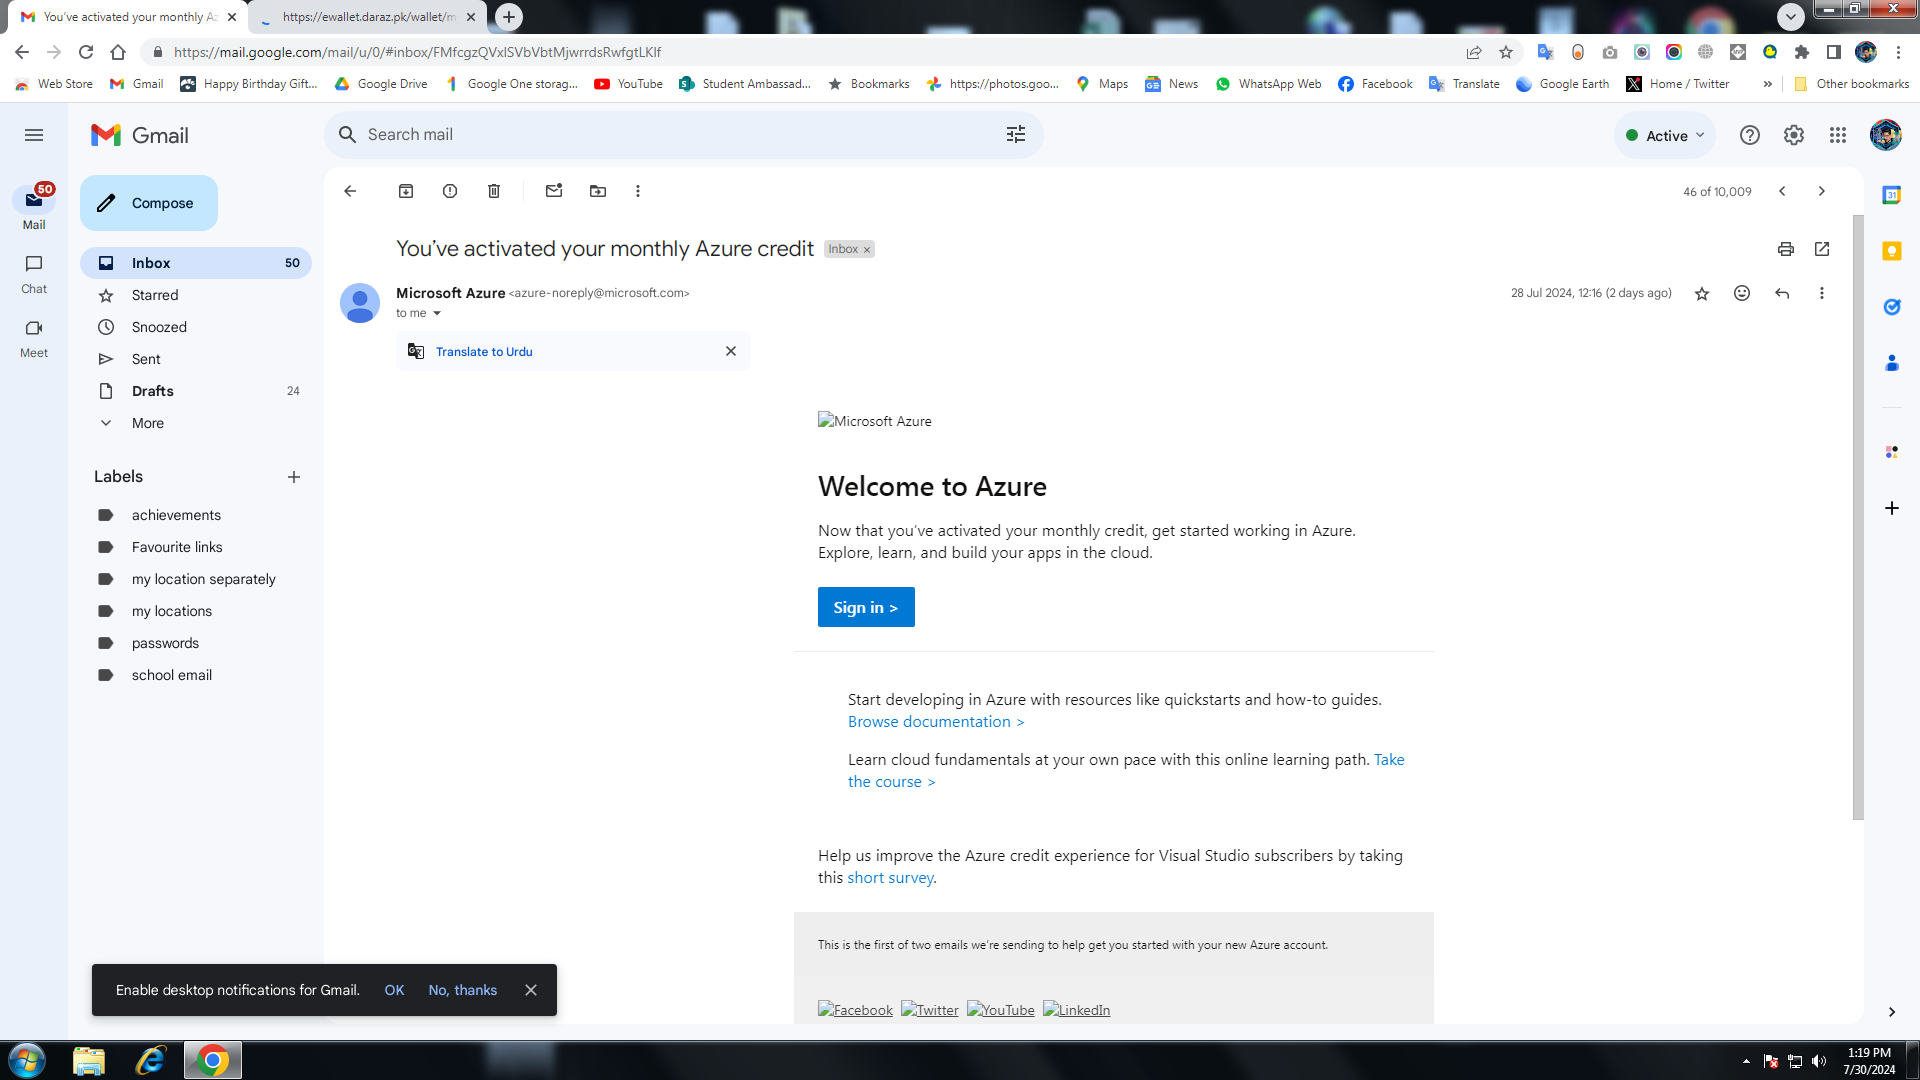 You've activated your monthly Az
https://ewallet.daraz.pk/wallet/m
https://mail.google.com/mail/u/0/#inbox/FMfcgzQVxlSVbVbtMjwrrdsRwfgtLKlf
Web Store
Gmail
Happy Birthday Gift...
Google Drive
Google One storag...
YouTube
Student Ambassad...
Bookmarks
https://photos.goo...
Maps
News
WhatsApp Web
Facebook
Translate
Google Earth
Home / Twitter
»
Other bookmarks
Gmail
Search mail
Active
50
Mail
Chat
Meet
Compose
Inbox 50
Starred
Snoozed
Sent
Drafts 24
More
Labels
achievements
Favourite links
my location separately
my locations
passwords
school email
46 of 10,009
You've activated your monthly Azure credit
Inbox ×
Microsoft Azure <azure-noreply@microsoft.com>
28 Jul 2024, 12:16 (2 days ago)
to me
Translate to Urdu
Microsoft Azure
Welcome to Azure
Now that you've activated your monthly credit, get started working in Azure.
Explore, learn, and build your apps in the cloud.
Sign in >
Start developing in Azure with resources like quickstarts and how-to guides.
Browse documentation >
Learn cloud fundamentals at your own pace with this online learning path. Take
the course >
Help us improve the Azure credit experience for Visual Studio subscribers by taking
this short survey.
This is the first of two emails we're sending to help get you started with your new Azure account.
Facebook Twitter YouTube LinkedIn
Enable desktop notifications for Gmail. OK No, thanks
31
1:19 PM
7/30/2024